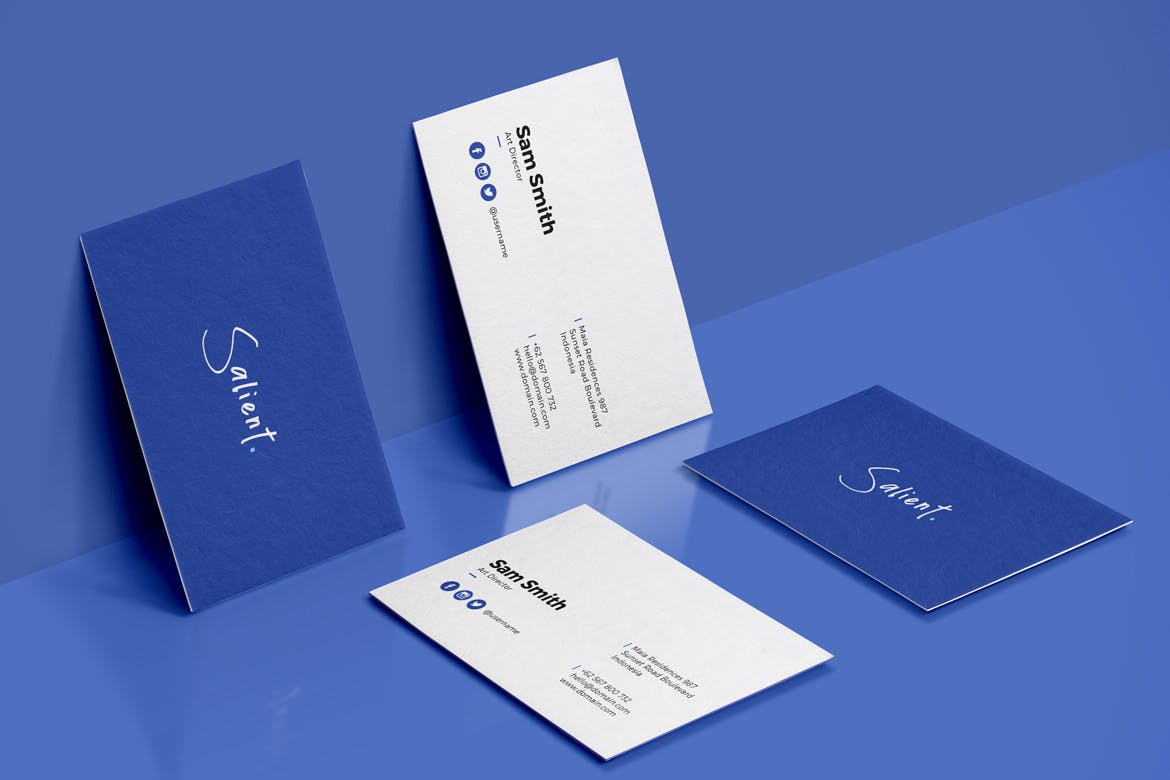 Salient.
Sam Smith
Art Director
@username
Maia Residences 987
Sunset Road Boulevard
Indonesia
+62 567 800 732
hello@domain.com
www.domain.com
Sam Smith
Art Director
@username
Maia Residences 987
Sunset Road Boulevard
Indonesia
+62 567 800 732
hello@domain.com
www.domain.com
Salient.